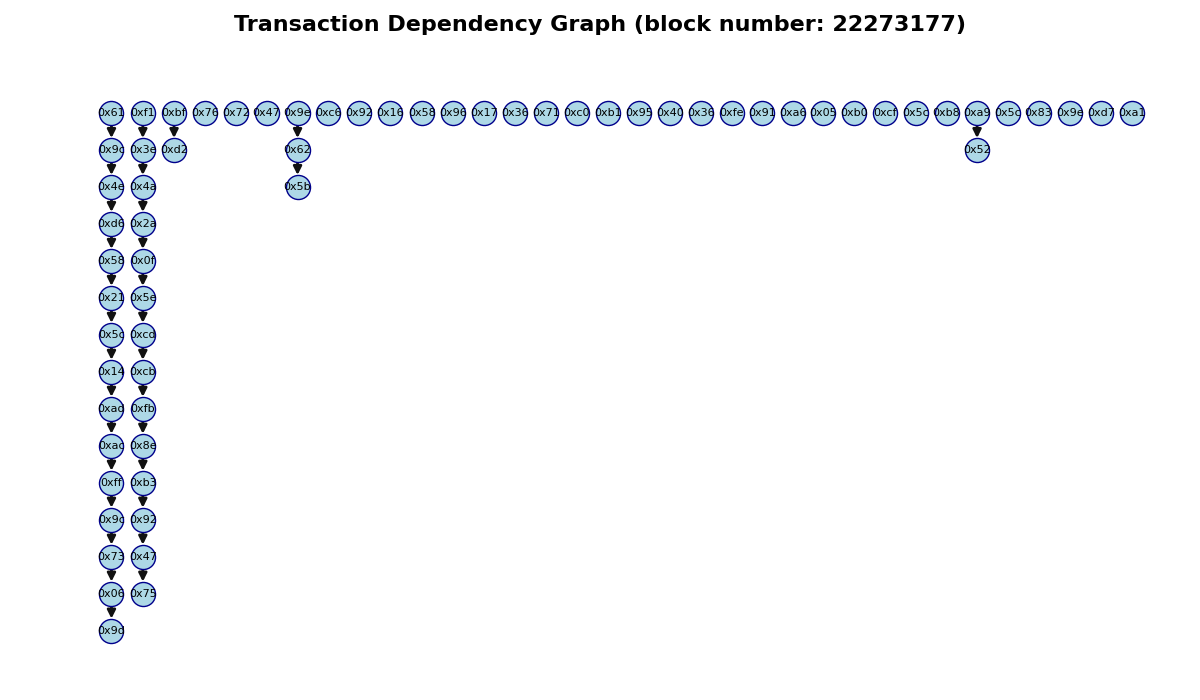 Transaction Dependency Graph (block number: 22273177)
0x61 0xf1 0xbf 0x76 0x72 0x47 0x9e 0xc6 0x92 0x16 0x58 0x96 0x17 0x36 0x71 0xc0 0xb1 0x95 0x40 0x36 0xfe 0x91 0xa6 0x05 0xb0 0xcf 0x5c 0xb8 0xa9 0x5c 0x83 0x9e 0xd7 0xa1
0x9c 0x3e 0xd2 0x62 0x52
0x4e 0x4a 0x5b
0xd6 0x2a
0x58 0x0f
0x21 0x5e
0x5c 0xcd
0x14 0xcb
0xad 0xfb
0xac 0x8e
0xff 0xb3
0x9c 0x92
0x73 0x47
0x06 0x75
0x9d